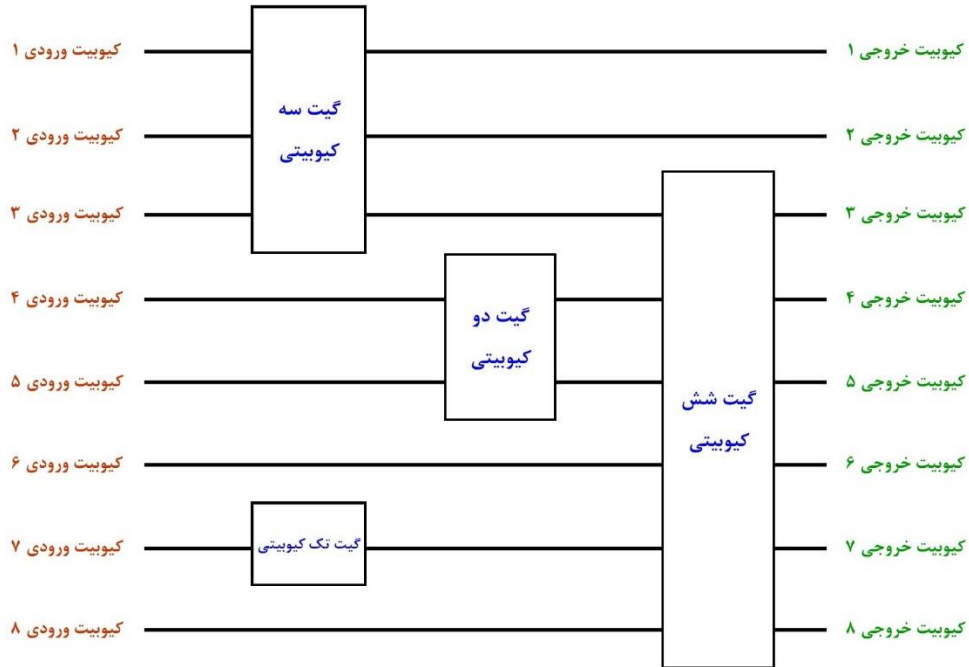 کیوبیت ورودی ۱
کیوبیت خروجی ۱
گیت سه
کیوبیتی
کیوبیت ورودی ۲
کیوبیت خروجی ۲
کیوبیت ورودی ۳
کیوبیت خروجی ۳
کیوبیت ورودی ۴
گیت دو
کیوبیتی
کیوبیت خروجی ۴
کیوبیت ورودی ۵
گیت شش
کیوبیتی
کیوبیت خروجی ۵
کیوبیت ورودی ۶
کیوبیت خروجی ۶
کیوبیت ورودی ۷
گیت تک کیوبیتی
کیوبیت خروجی ۷
کیوبیت ورودی ۸
کیوبیت خروجی ۸